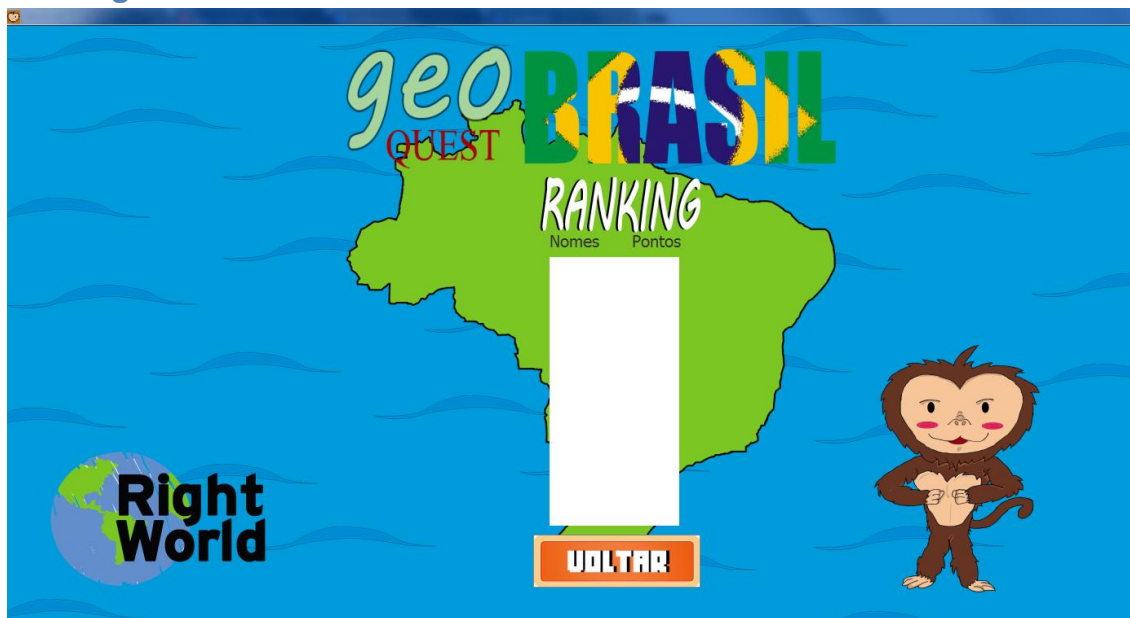 geo BRASIL
QUEST
RANKING
Nomes Pontos
Right
World
VOLTAR